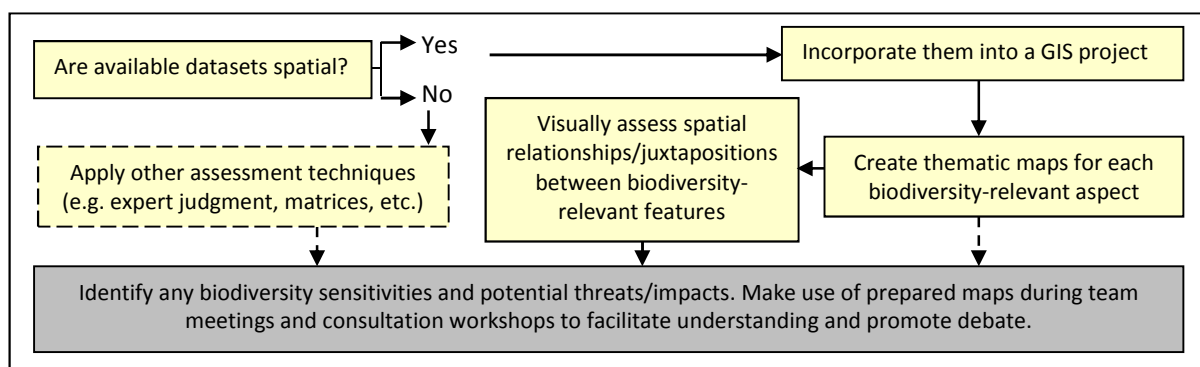 Are available datasets spatial?
Yes
No
Incorporate them into a GIS project
Visually assess spatial
relationships/juxtapositions
between biodiversity-
relevant features
Create thematic maps for each
biodiversity-relevant aspect
Apply other assessment techniques
(e.g. expert judgment, matrices, etc.)
Identify any biodiversity sensitivities and potential threats/impacts. Make use of prepared maps during team
meetings and consultation workshops to facilitate understanding and promote debate.